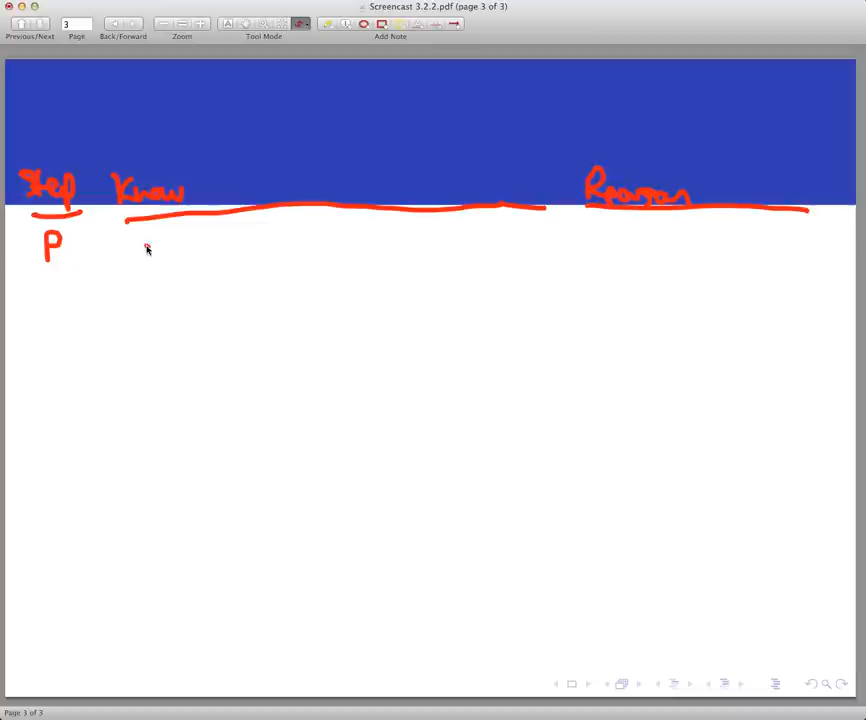 Screencast 3.2.2.pdf (page 3 of 3)
3
Previous/Next Page Back/Forward Zoom Tool Mode Add Note
Step Know Reason
P
Page 3 of 3